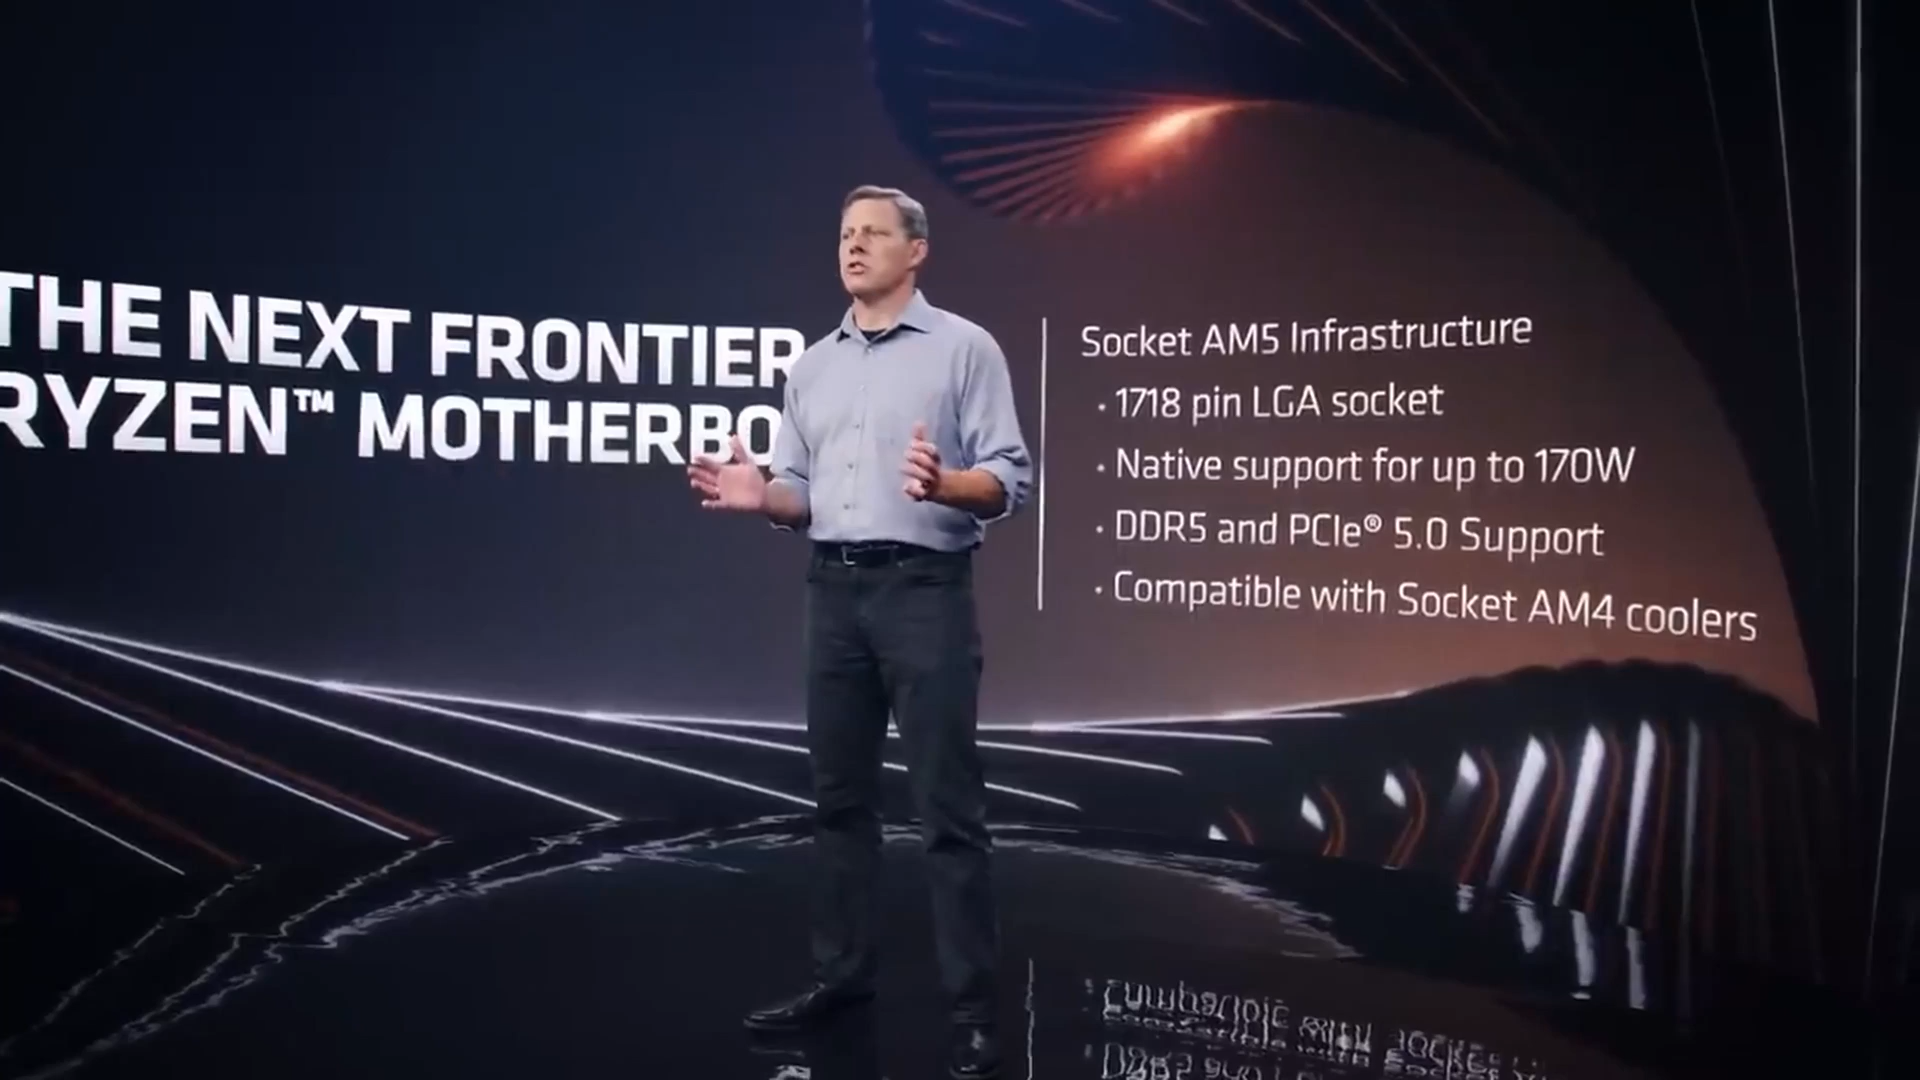 THE NEXT FRONTIER
RYZEN™ MOTHERBO
Socket AM5 Infrastructure
• 1718 pin LGA socket
• Native support for up to 170W
• DDR5 and PCIe® 5.0 Support
• Compatible with Socket AM4 coolers